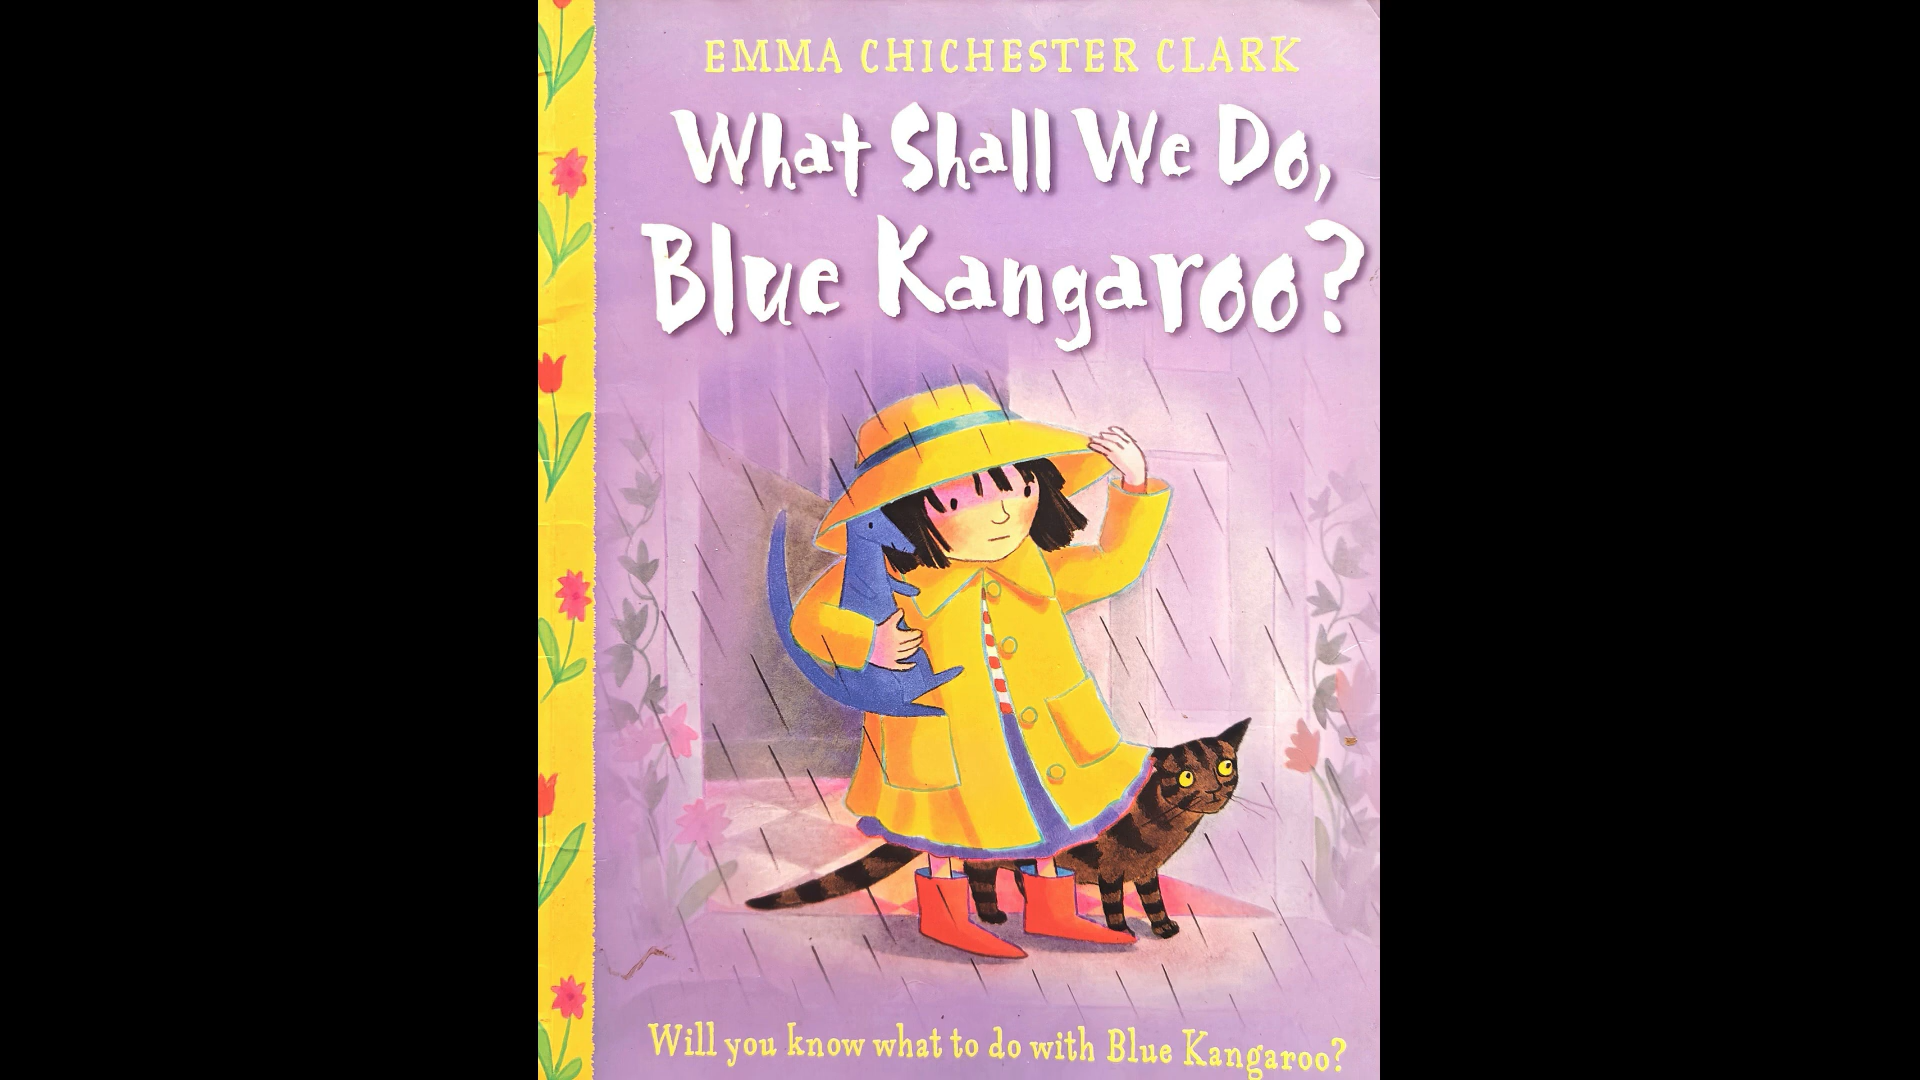 EMMA CHICHESTER CLARK
What Shall We Do,
Blue Kangaroo?
Will you know what to do with Blue Kangaroo?